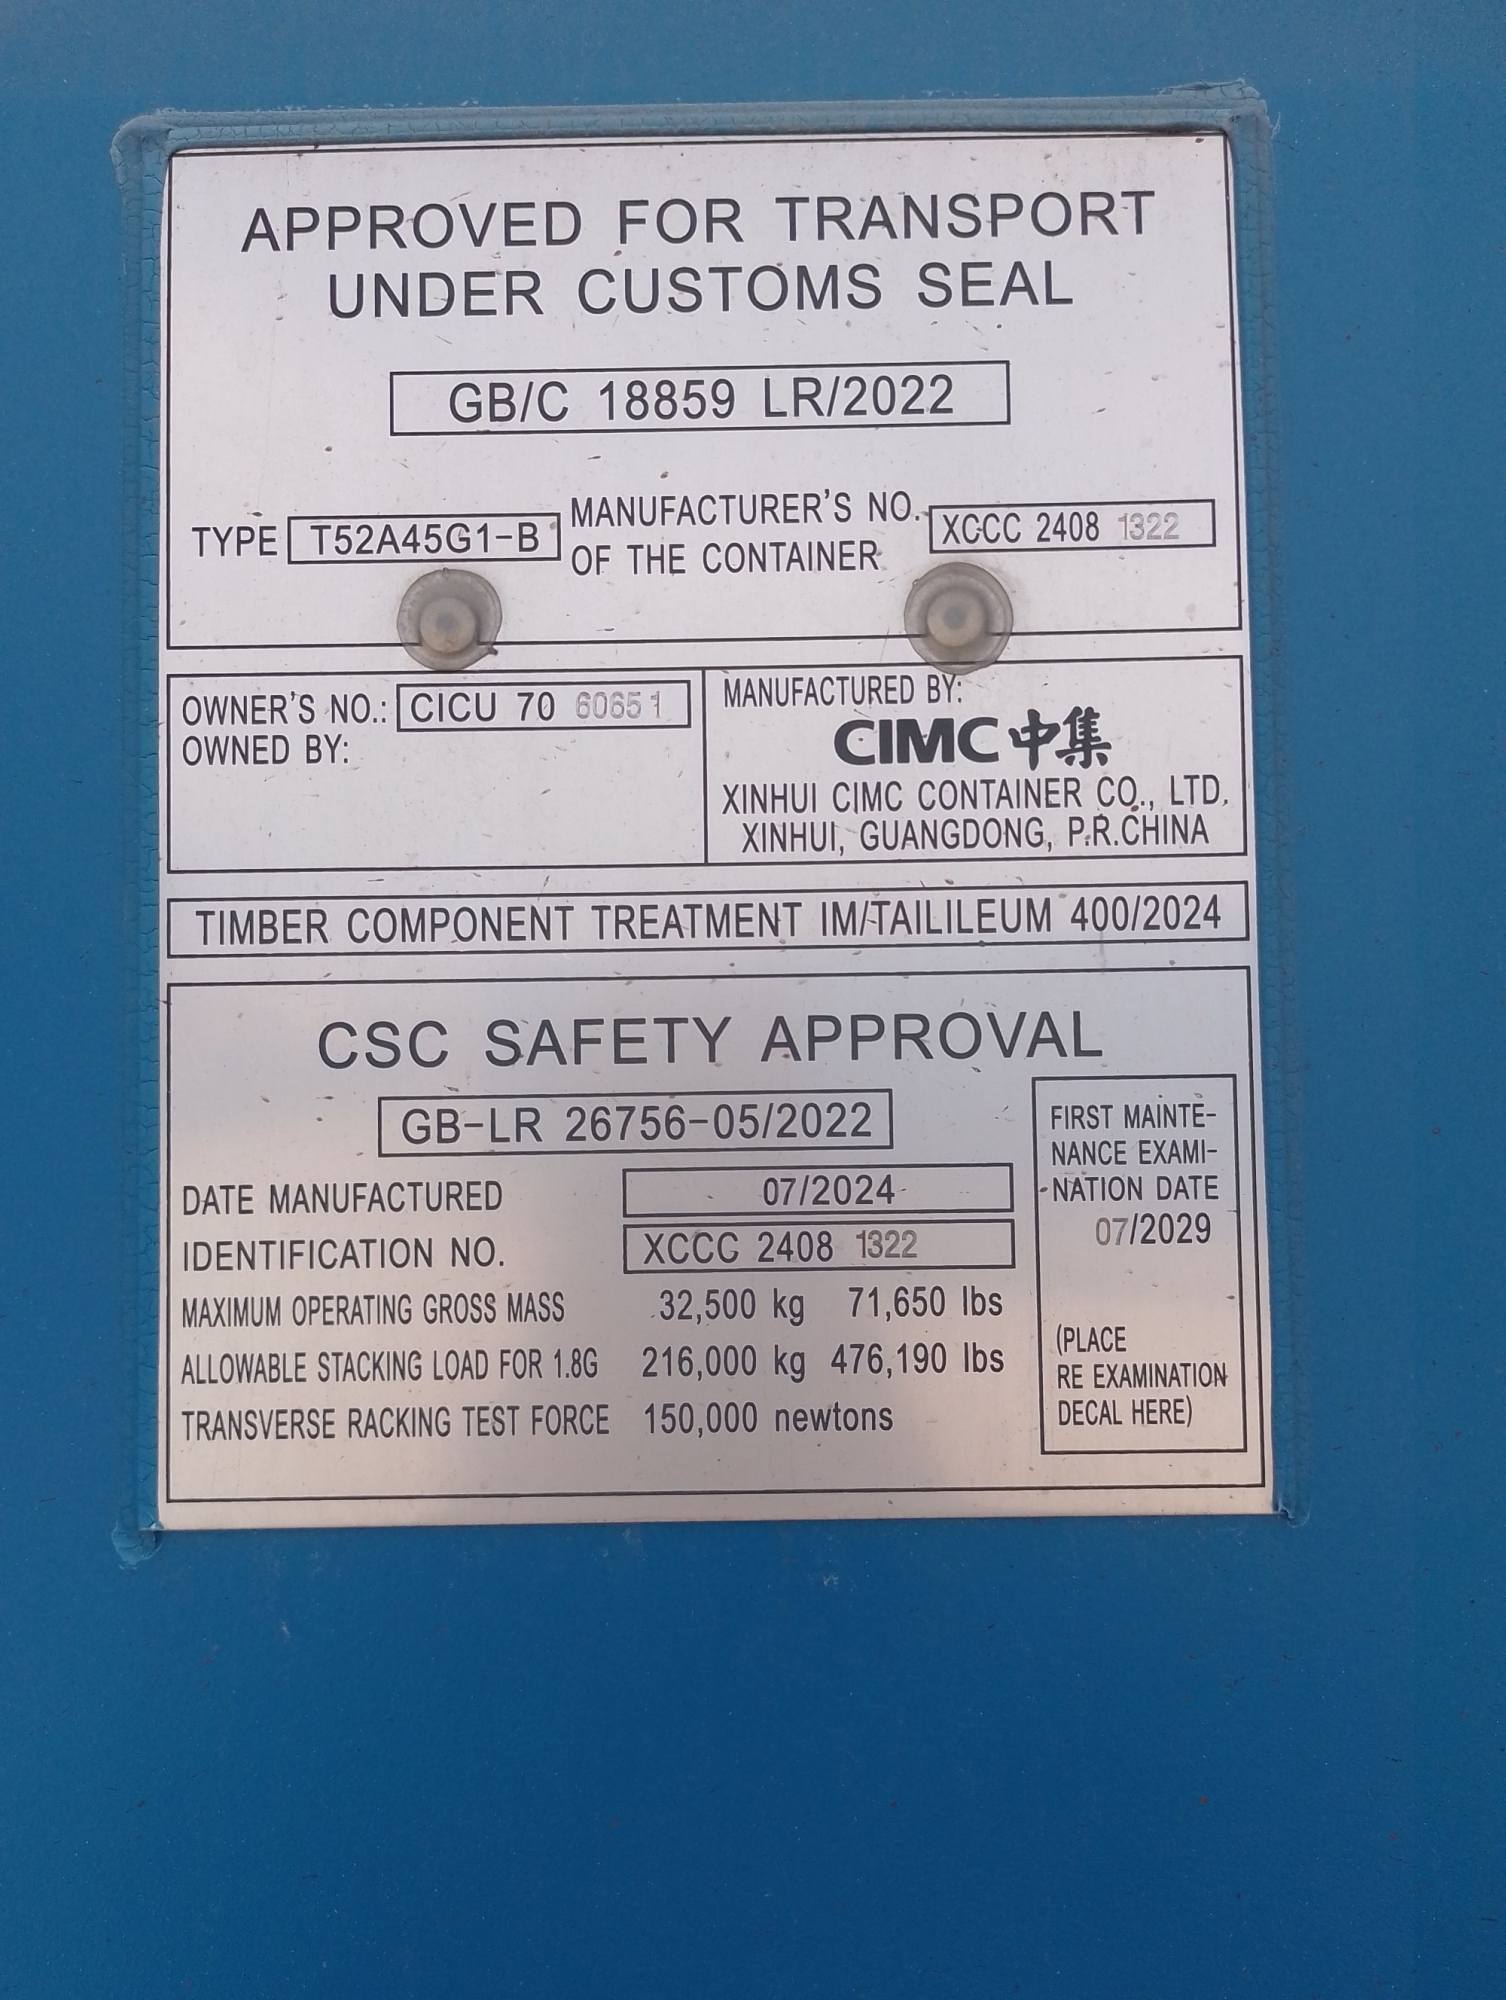 APPROVED FOR TRANSPORT
UNDER CUSTOMS SEAL
GB/C 18859 LR/2022
TYPE T52A45G1-B
MANUFACTURER'S NO.
OF THE CONTAINER
XCCC 2408 1322
OWNER'S NO.: CICU 70 60651
OWNED BY:
MANUFACTURED BY:
CIMC 中集
XINHUI CIMC CONTAINER CO., LTD.
XINHUI, GUANGDONG, P.R.CHINA
TIMBER COMPONENT TREATMENT IM/TAILILEUM 400/2024
CSC SAFETY APPROVAL
GB-LR 26756-05/2022
DATE MANUFACTURED 07/2024
IDENTIFICATION NO. XCCC 2408 1322
MAXIMUM OPERATING GROSS MASS 32,500 kg 71,650 lbs
ALLOWABLE STACKING LOAD FOR 1.8G 216,000 kg 476,190 lbs
TRANSVERSE RACKING TEST FORCE 150,000 newtons
FIRST MAINTE-
NANCE EXAMI-
NATION DATE
07/2029
(PLACE
RE EXAMINATION
DECAL HERE)